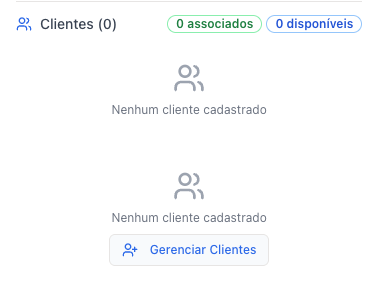 Clientes (0) 0 associados 0 disponíveis
Nenhum cliente cadastrado
Nenhum cliente cadastrado
Gerenciar Clientes